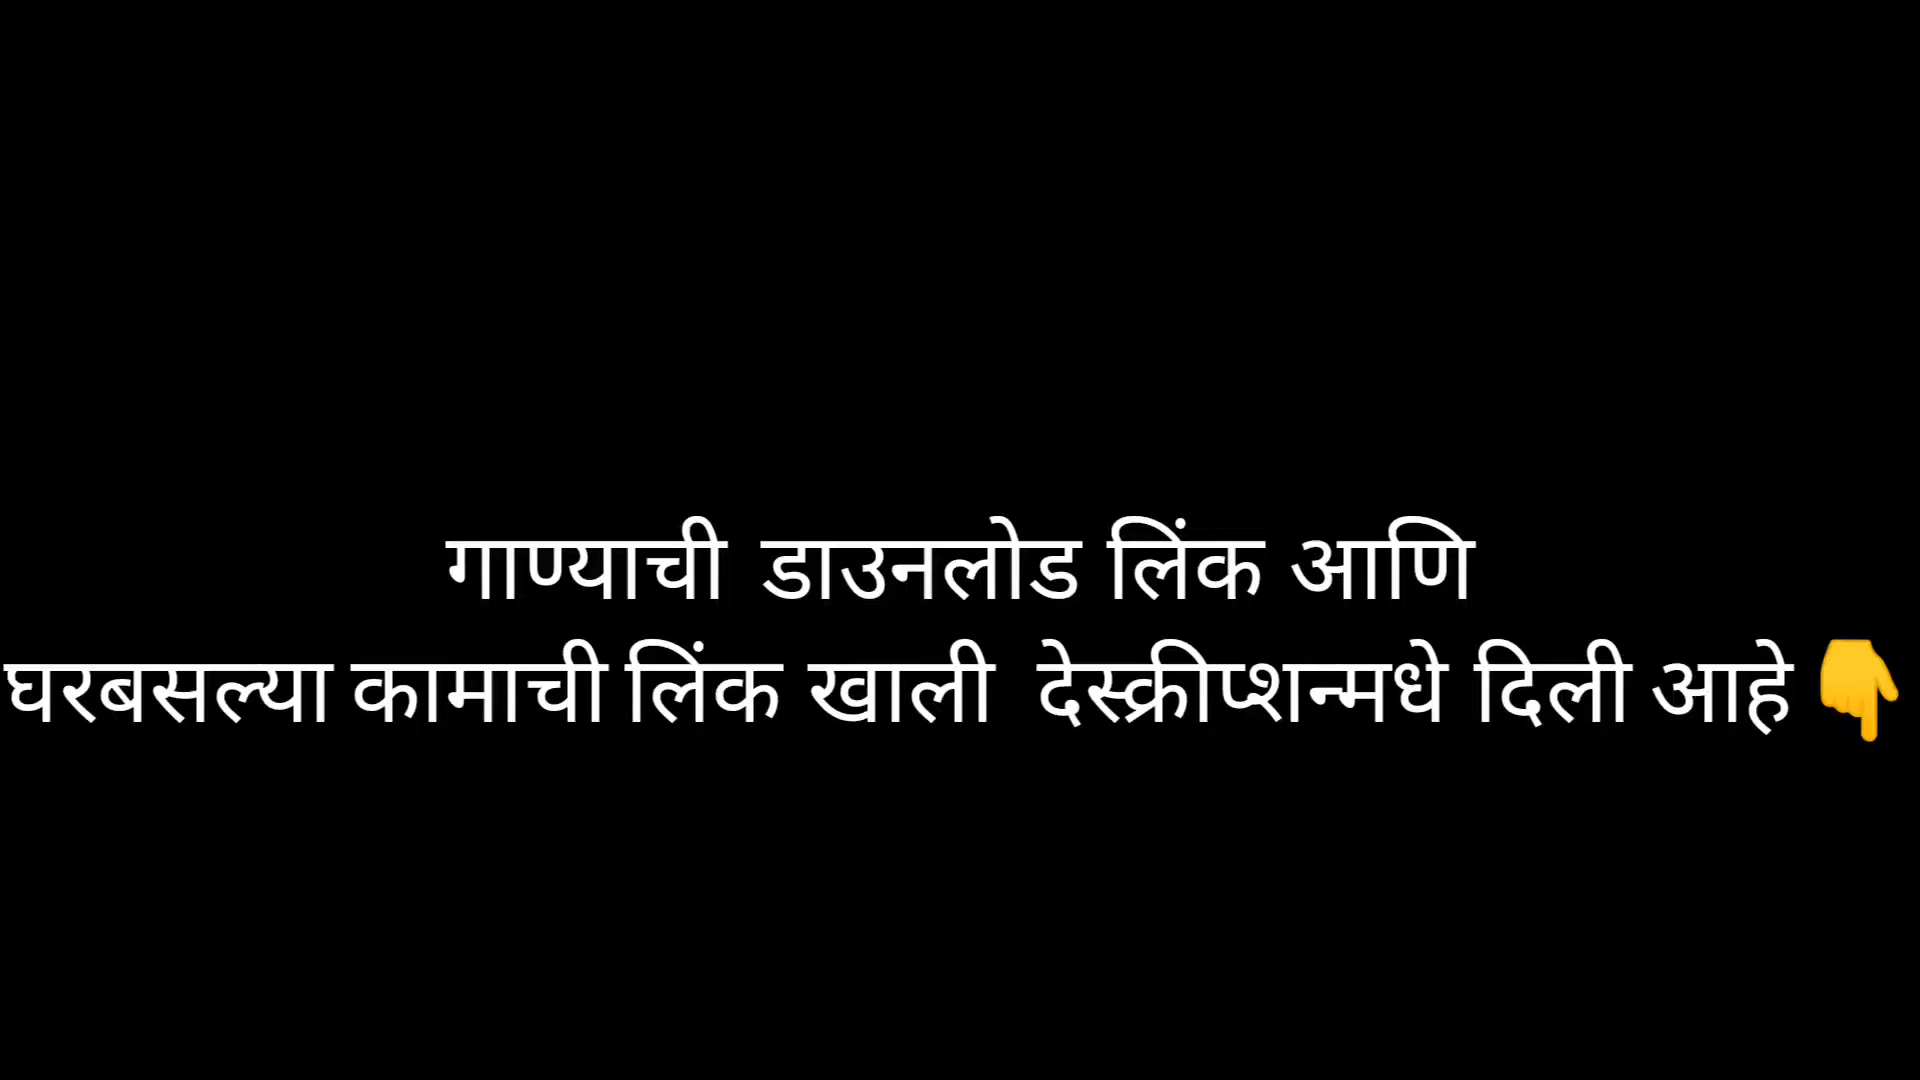 गाण्याची डाउनलोड लिंक आणि
घरबसल्या कामाची लिंक खाली देस्क्रीप्शन्मधे दिली आहे 👇